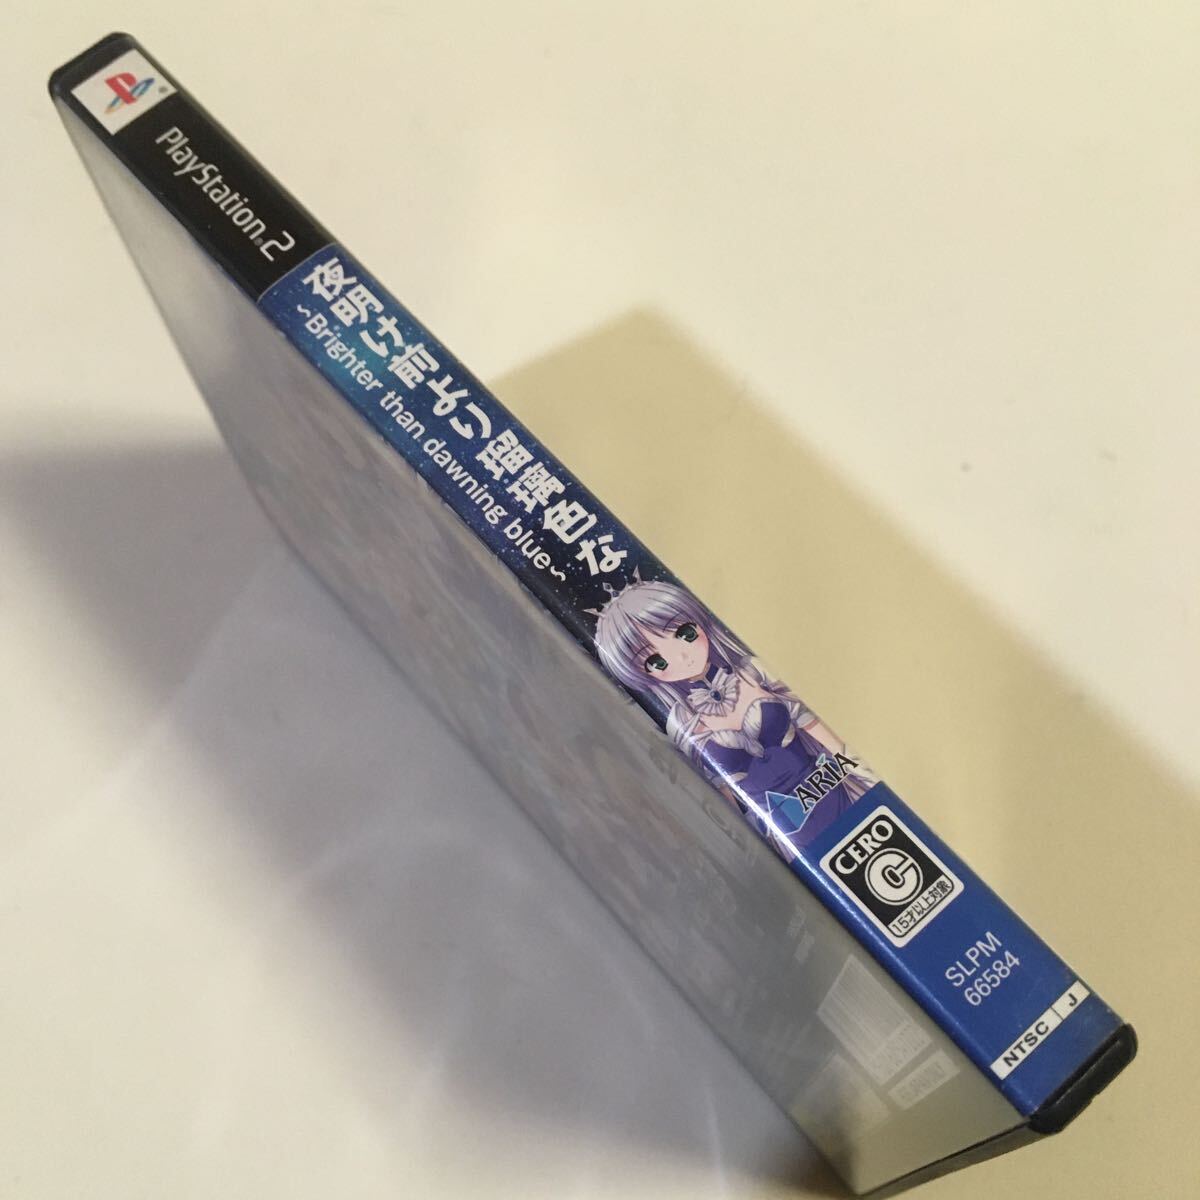 PlayStation®2
夜明け前より瑠璃色な
~Brighter than dawning blue~
ARIA
CERO
C
15才以上対象
SLPM
66584
NTSC J